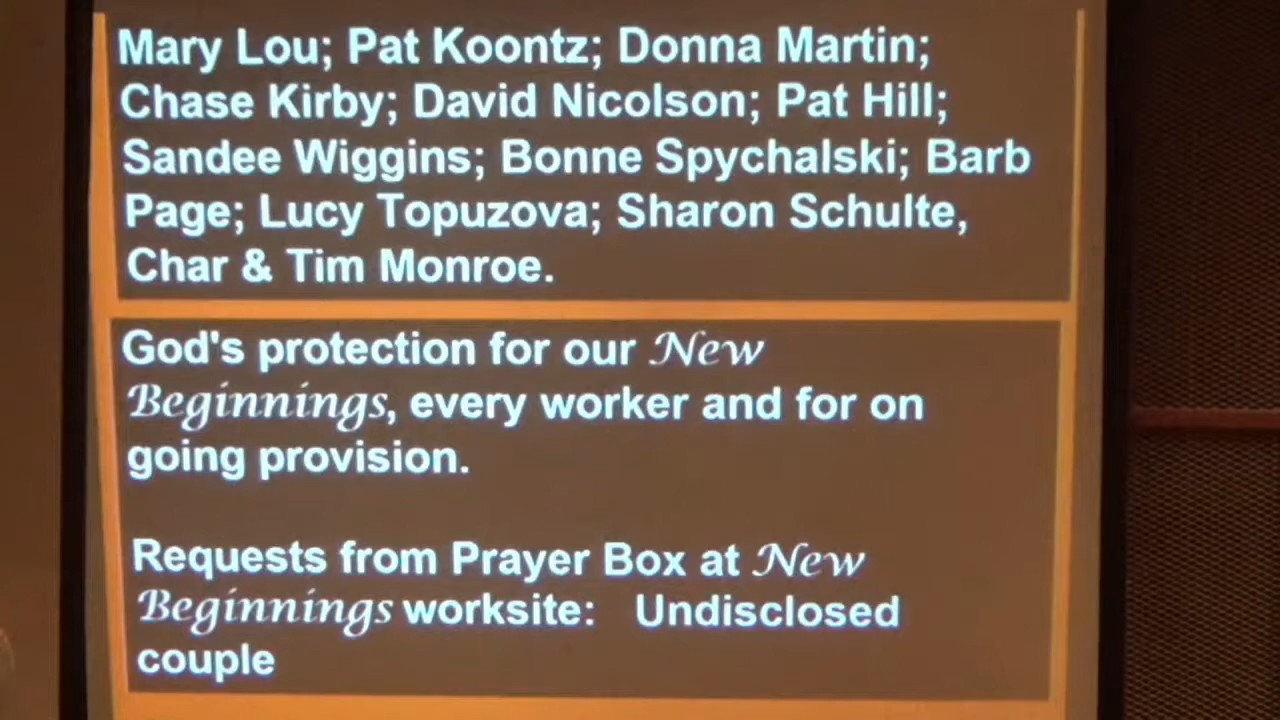 Mary Lou; Pat Koontz; Donna Martin;
Chase Kirby; David Nicolson; Pat Hill;
Sandee Wiggins; Bonne Spychalski; Barb
Page; Lucy Topuzova; Sharon Schulte,
Char & Tim Monroe.
God's protection for our New
Beginnings, every worker and for on
going provision.
Requests from Prayer Box at New
Beginnings worksite: Undisclosed
couple